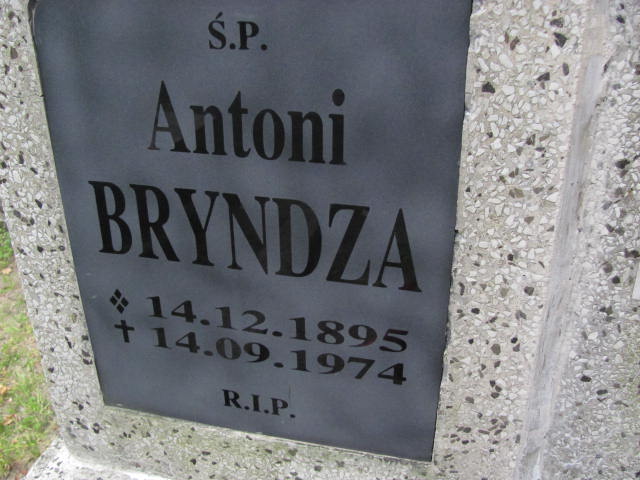 Ś.P.
Antoni
BRYNDZA
❖ 14.12.1895
✝ 14.09.1974
R.I.P.